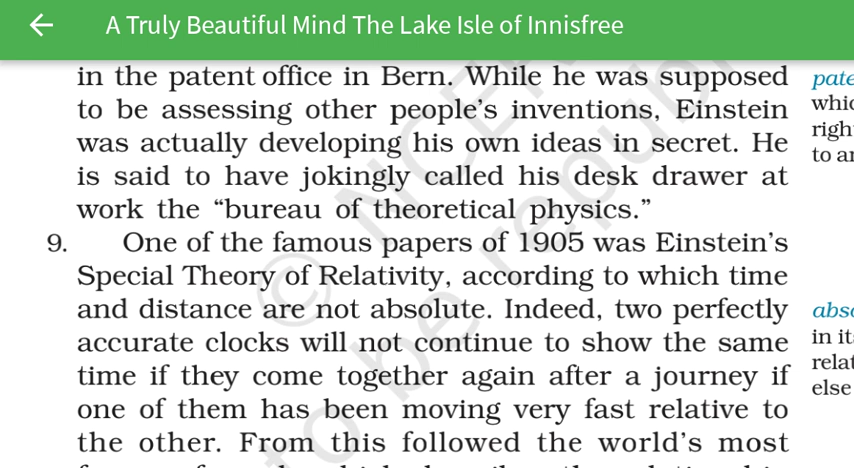 A Truly Beautiful Mind The Lake Isle of Innisfree
in the patent office in Bern. While he was supposed
to be assessing other people's inventions, Einstein
was actually developing his own ideas in secret. He
is said to have jokingly called his desk drawer at
work the “bureau of theoretical physics.”
9. One of the famous papers of 1905 was Einstein's
Special Theory of Relativity, according to which time
and distance are not absolute. Indeed, two perfectly
accurate clocks will not continue to show the same
time if they come together again after a journey if
one of them has been moving very fast relative to
the other. From this followed the world's most
to
in it
else